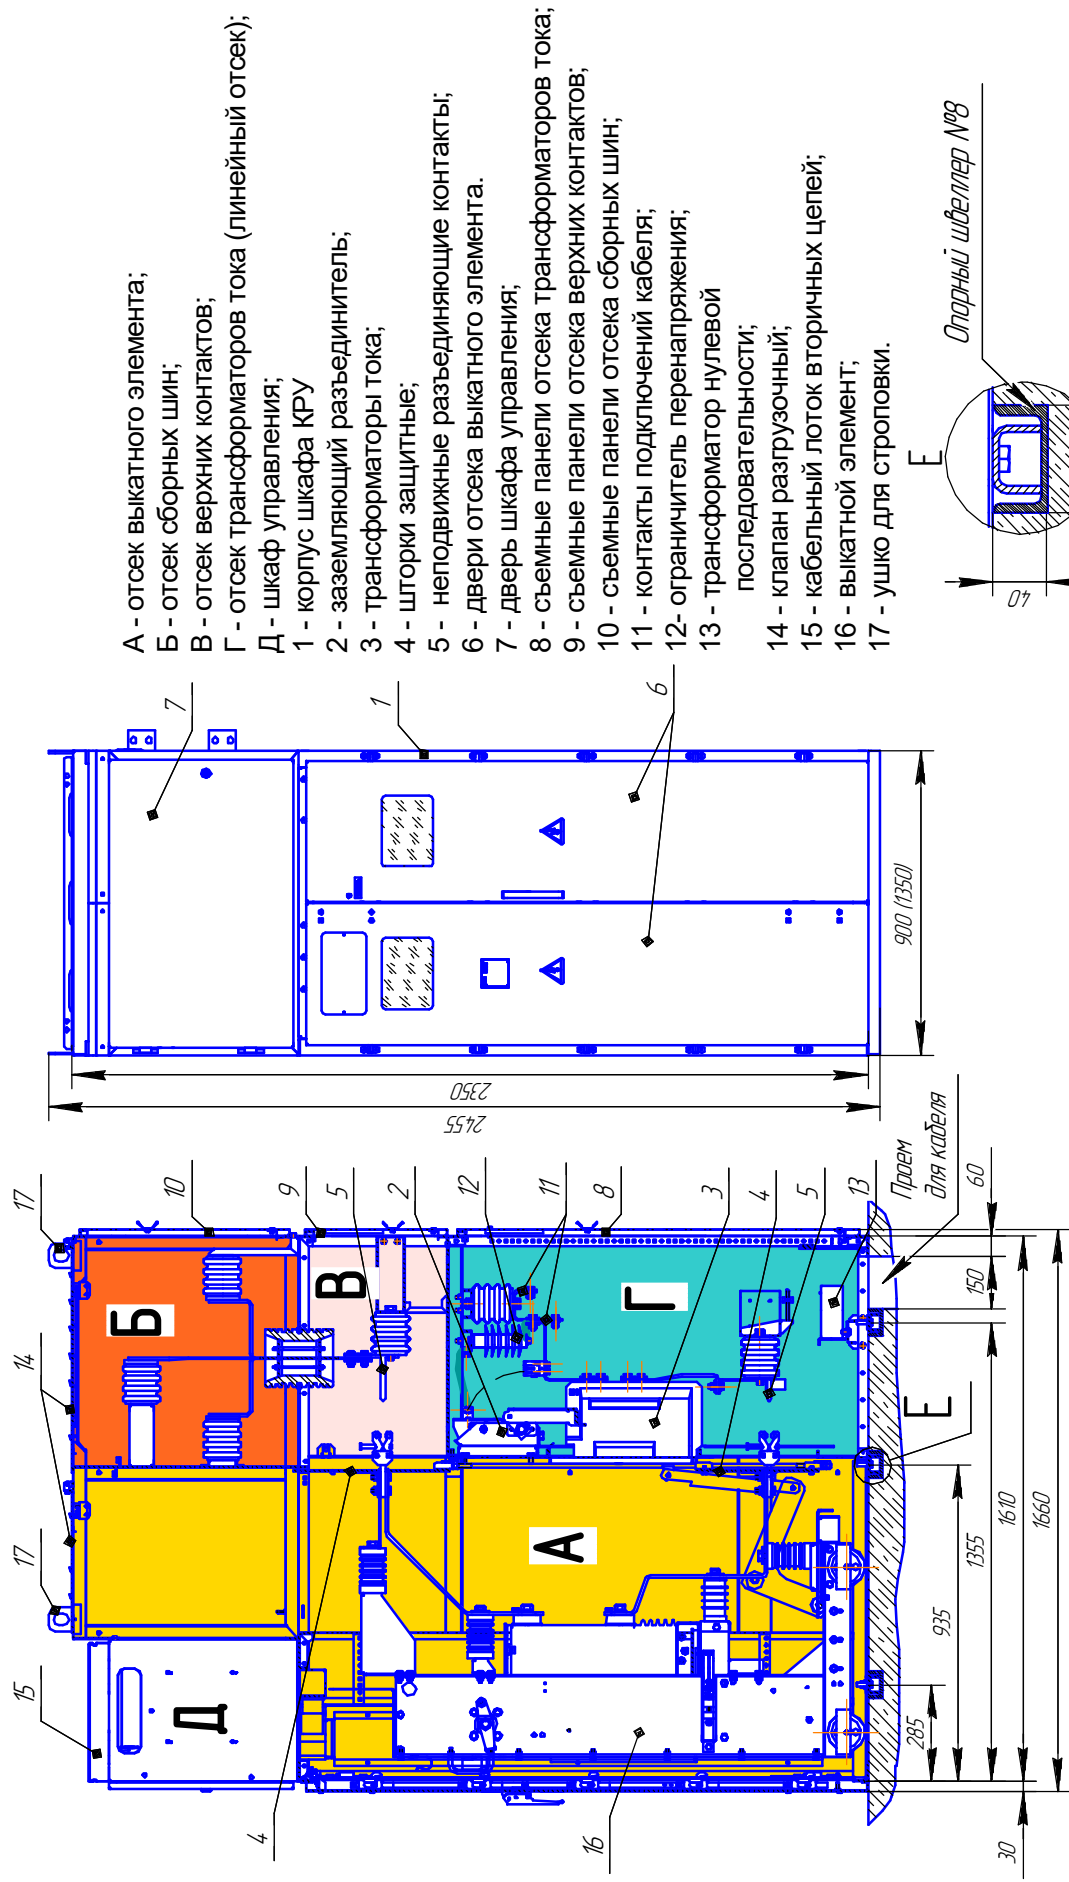 А - отсек выкатного элемента;
Б - отсек сборных шин;
В - отсек верхних контактов;
Г - отсек трансформаторов тока (линейный отсек);
Д - шкаф управления;
1 - корпус шкафа КРУ
2 - заземляющий разъединитель;
3 - трансформаторы тока;
4 - шторки защитные;
5 - неподвижные разъединяющие контакты;
6 - двери отсека выкатного элемента.
7 - дверь шкафа управления;
8 - съемные панели отсека трансформаторов тока;
9 - съемные панели отсека верхних контактов;
10 - съемные панели отсека сборных шин;
11 - контакты подключений кабеля;
12- ограничитель перенапряжения;
13 - трансформатор нулевой
последовательности;
14 - клапан разгрузочный;
15 - кабельный лоток вторичных цепей;
16 - выкатной элемент;
17 - ушко для строповки.
15
17
14
17
10
9
5
2
12
11
8
3
4
5
13
Проем
для кабеля
4
16
Д
Б
В
Г
А
Е
60
150
285
935
1355
1610
1660
30
7
1
6
2350
2455
900 (1350)
Е
40
Опорный швеллер №8